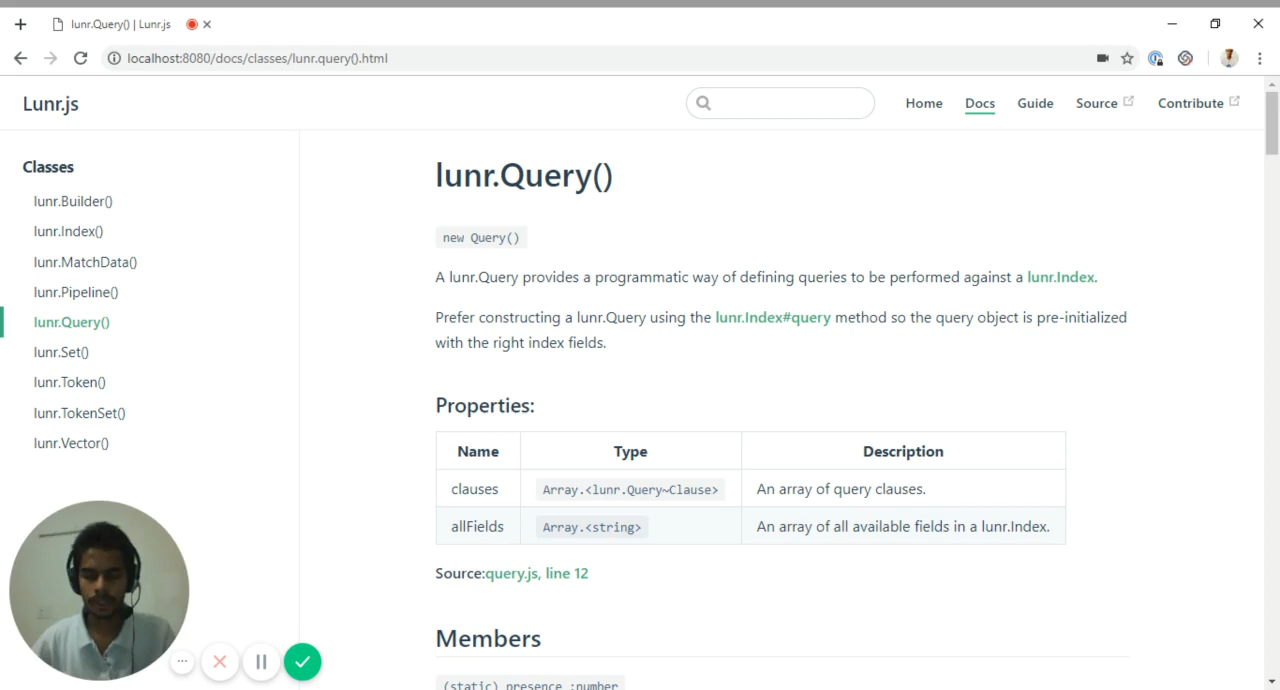 lunr.Query() | Lunr.js
localhost:8080/docs/classes/lunr.query().html
Lunr.js
Home
Docs
Guide
Source
Contribute
Classes
lunr.Builder()
lunr.Index()
lunr.MatchData()
lunr.Pipeline()
lunr.Query()
lunr.Set()
lunr.Token()
lunr.TokenSet()
lunr.Vector()
lunr.Query()
new Query()
A lunr.Query provides a programmatic way of defining queries to be performed against a lunr.Index.
Prefer constructing a lunr.Query using the lunr.Index#query method so the query object is pre-initialized
with the right index fields.
Properties:
Name Type Description
clauses Array.<lunr.Query~Clause> An array of query clauses.
allFields Array.<string> An array of all available fields in a lunr.Index.
Source:query.js, line 12
Members
(static) presence :number